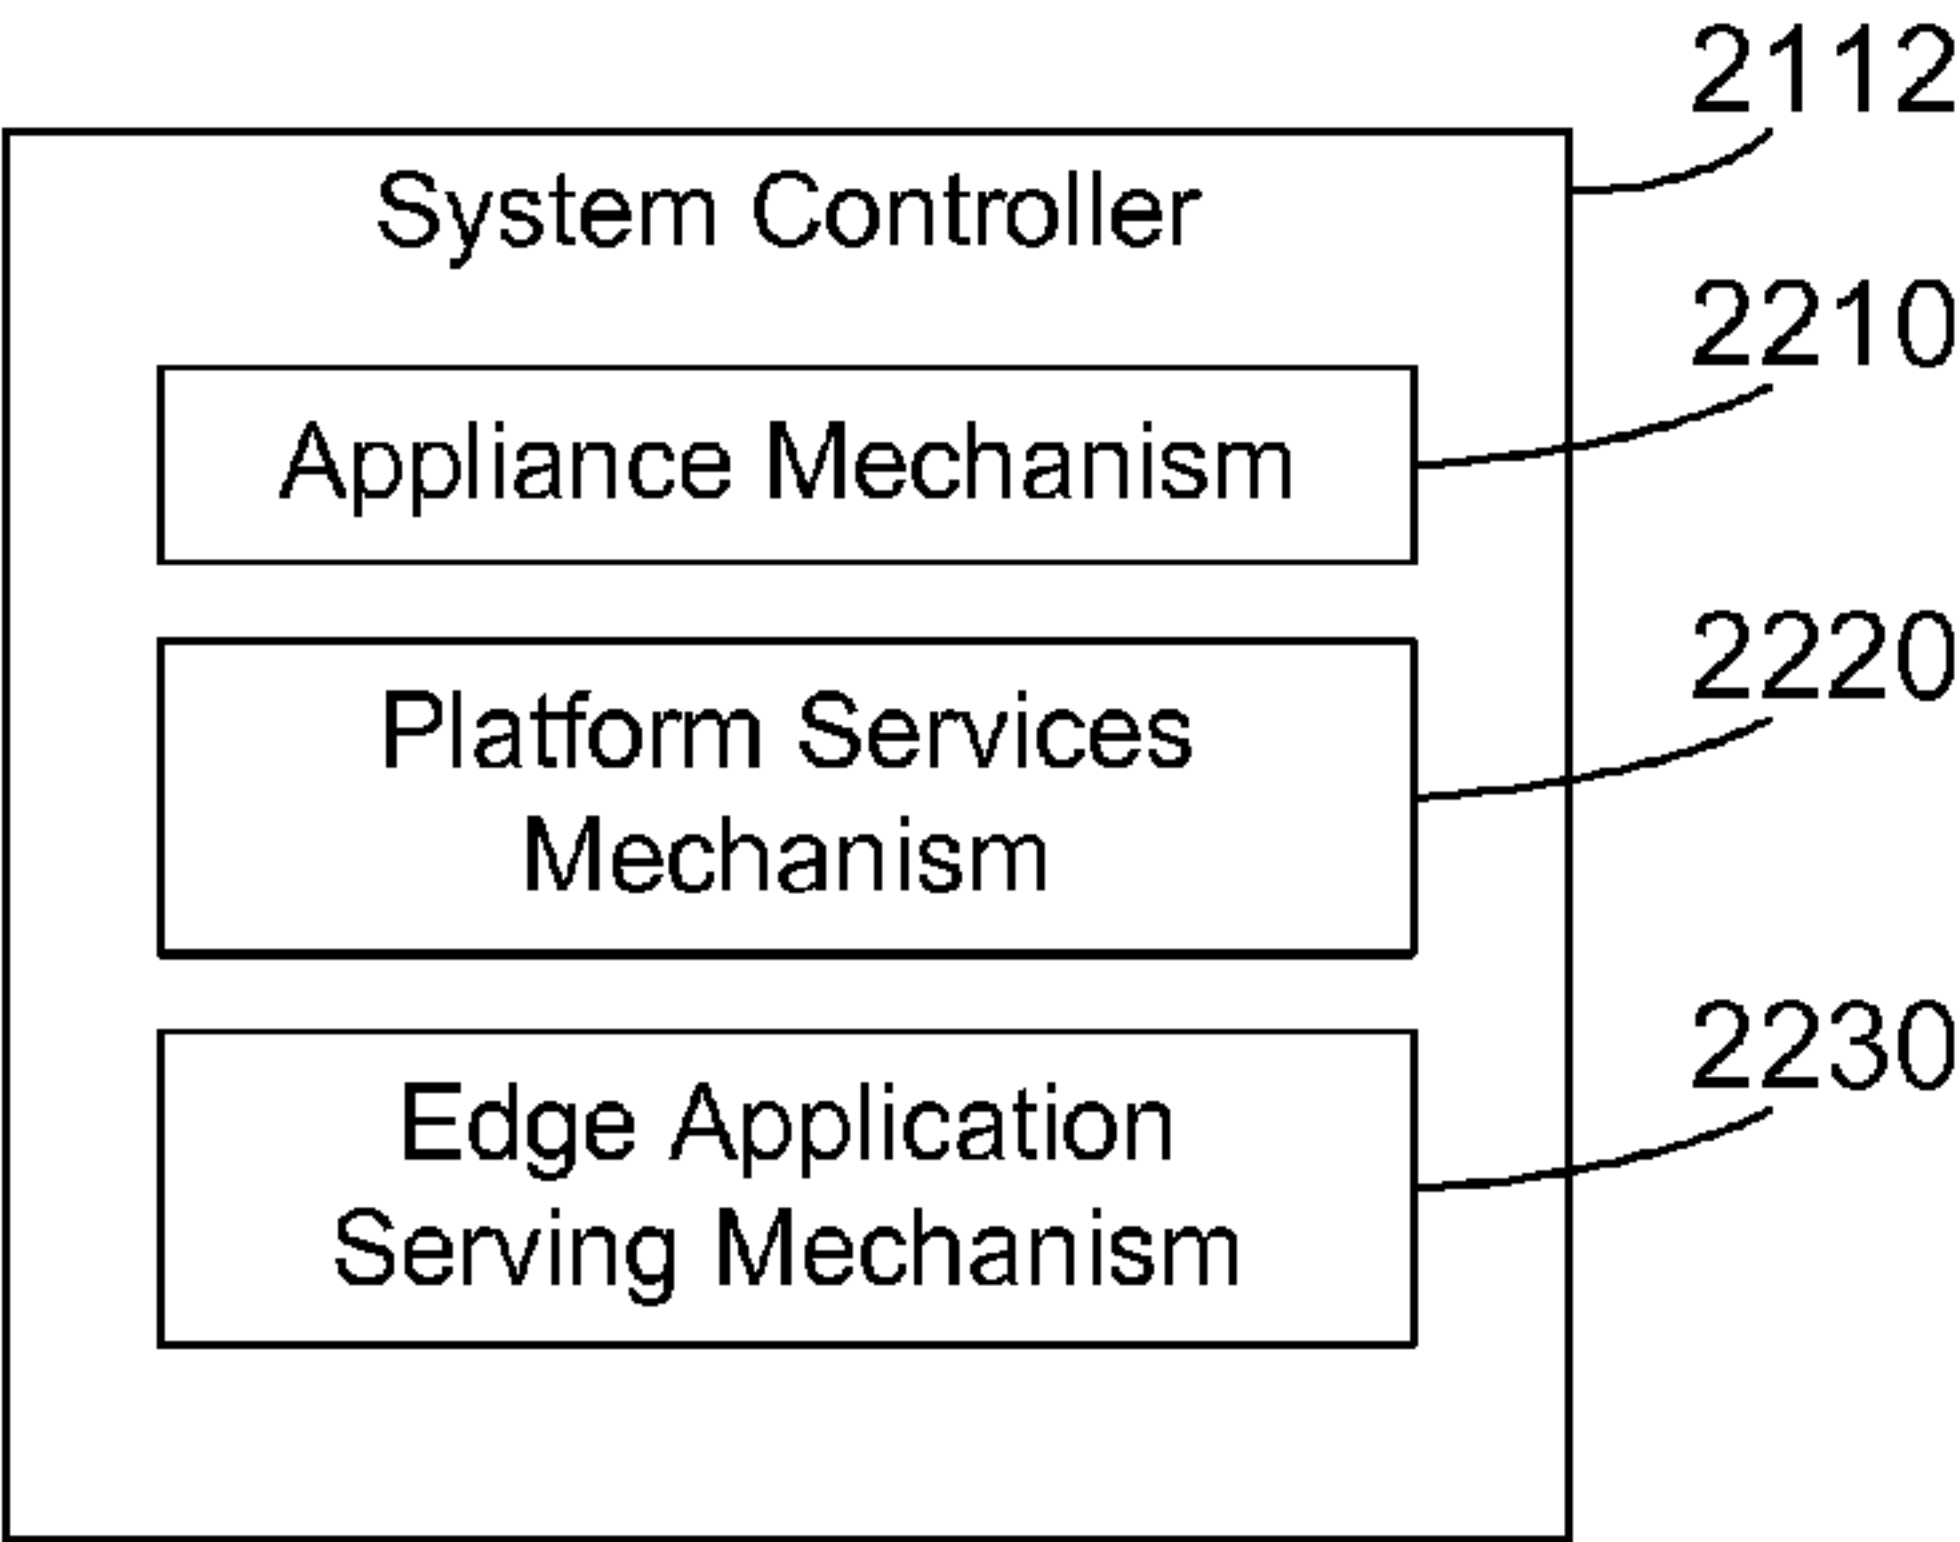 2112
System Controller
2210
Appliance Mechanism
2220
Platform Services
Mechanism
2230
Edge Application
Serving Mechanism